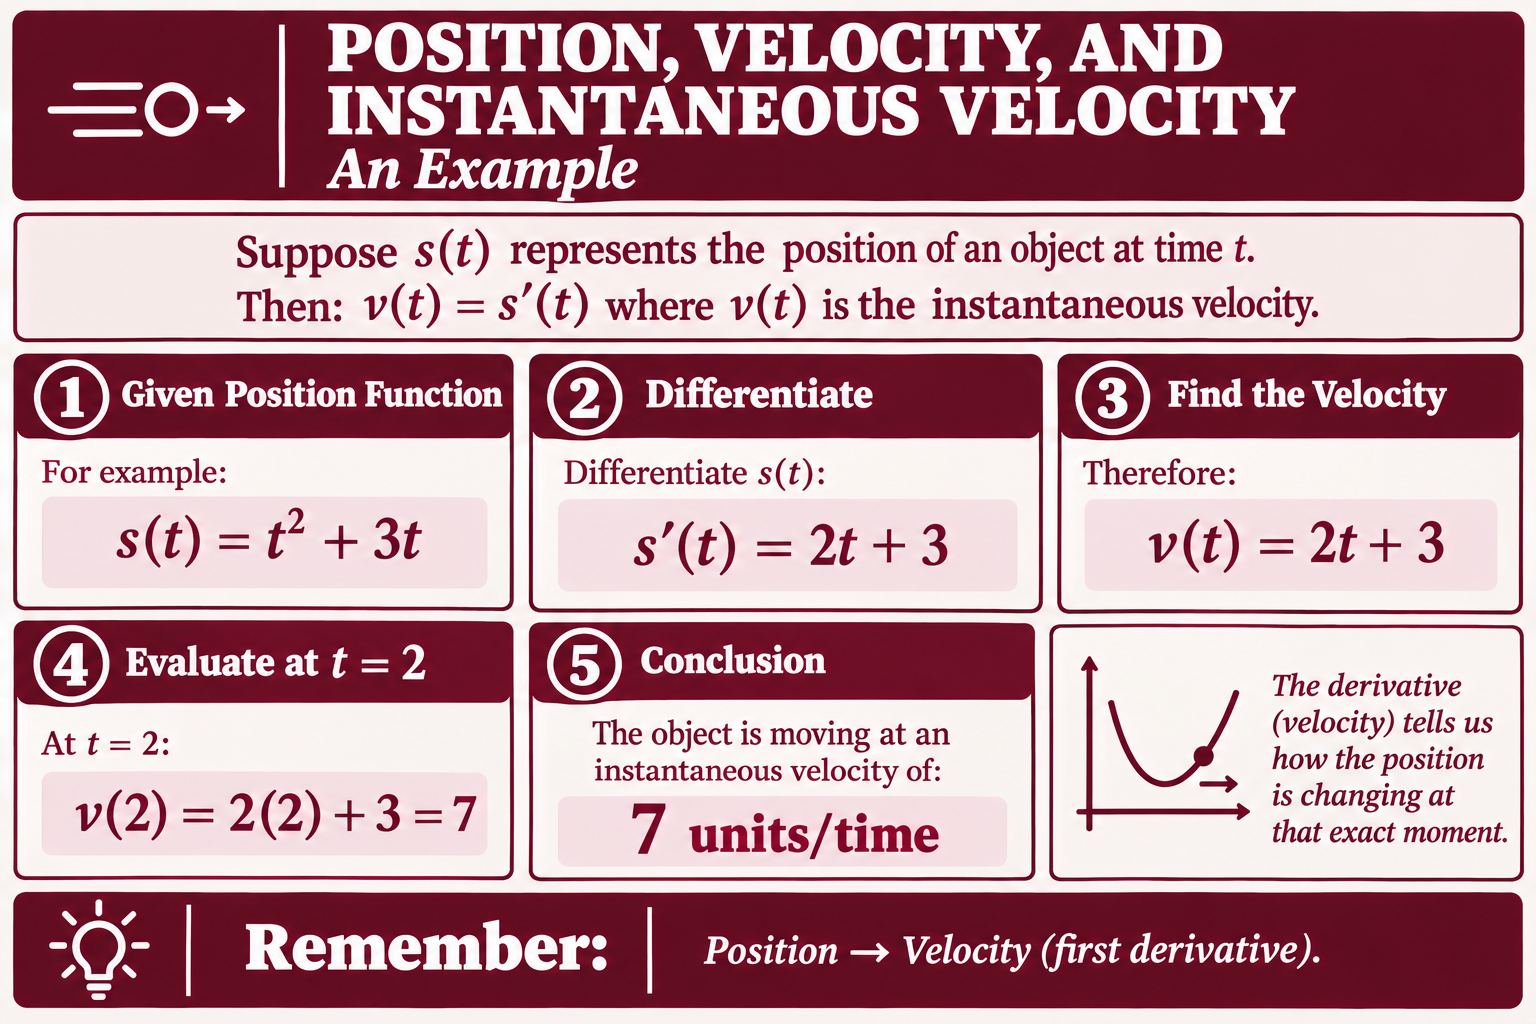 POSITION, VELOCITY, AND
INSTANTANEOUS VELOCITY
An Example
Suppose s(t) represents the position of an object at time t.
Then: v(t) = s′(t) where v(t) is the instantaneous velocity.
1 Given Position Function
For example:
s(t) = t² + 3t
2 Differentiate
Differentiate s(t):
s′(t) = 2t + 3
3 Find the Velocity
Therefore:
v(t) = 2t + 3
4 Evaluate at t = 2
At t = 2:
v(2) = 2(2) + 3 = 7
5 Conclusion
The object is moving at an
instantaneous velocity of:
7 units/time
The derivative
(velocity) tells us
how the position
is changing at
that exact moment.
Remember:
Position → Velocity (first derivative).